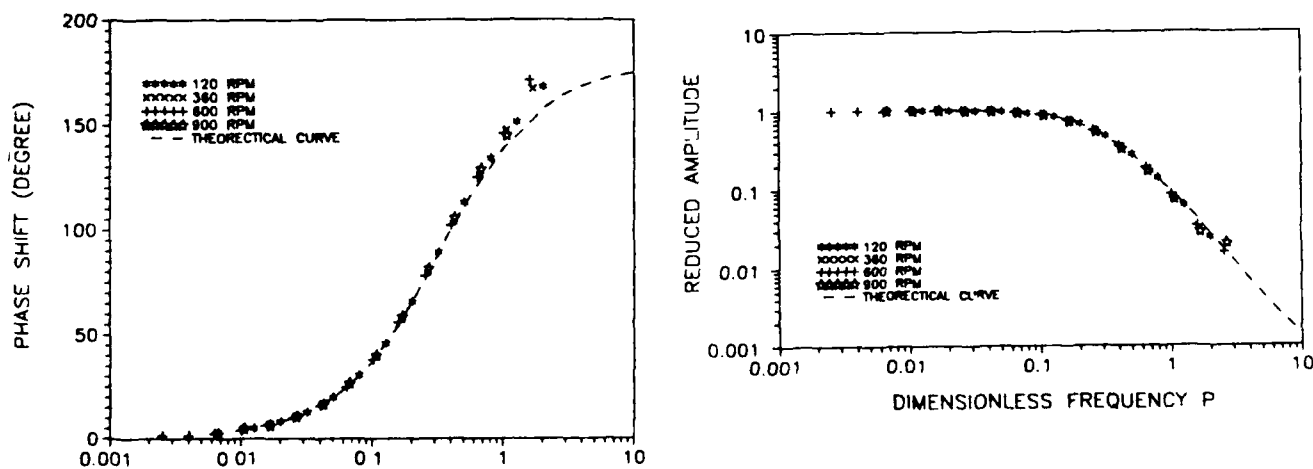 200
150
100
50
0
PHASE SHIFT (DEGREE)
120 RPM
360 RPM
600 RPM
900 RPM
THEORECTICAL CURVE
0.001
0 01
0 1
1
10
10
1
0.1
0.01
0.001
REDUCED AMPLITUDE
120 RPM
360 RPM
600 RPM
900 RPM
THEORECTICAL CURVE
0.001
0.01
0.1
1
10
DIMENSIONLESS FREQUENCY P